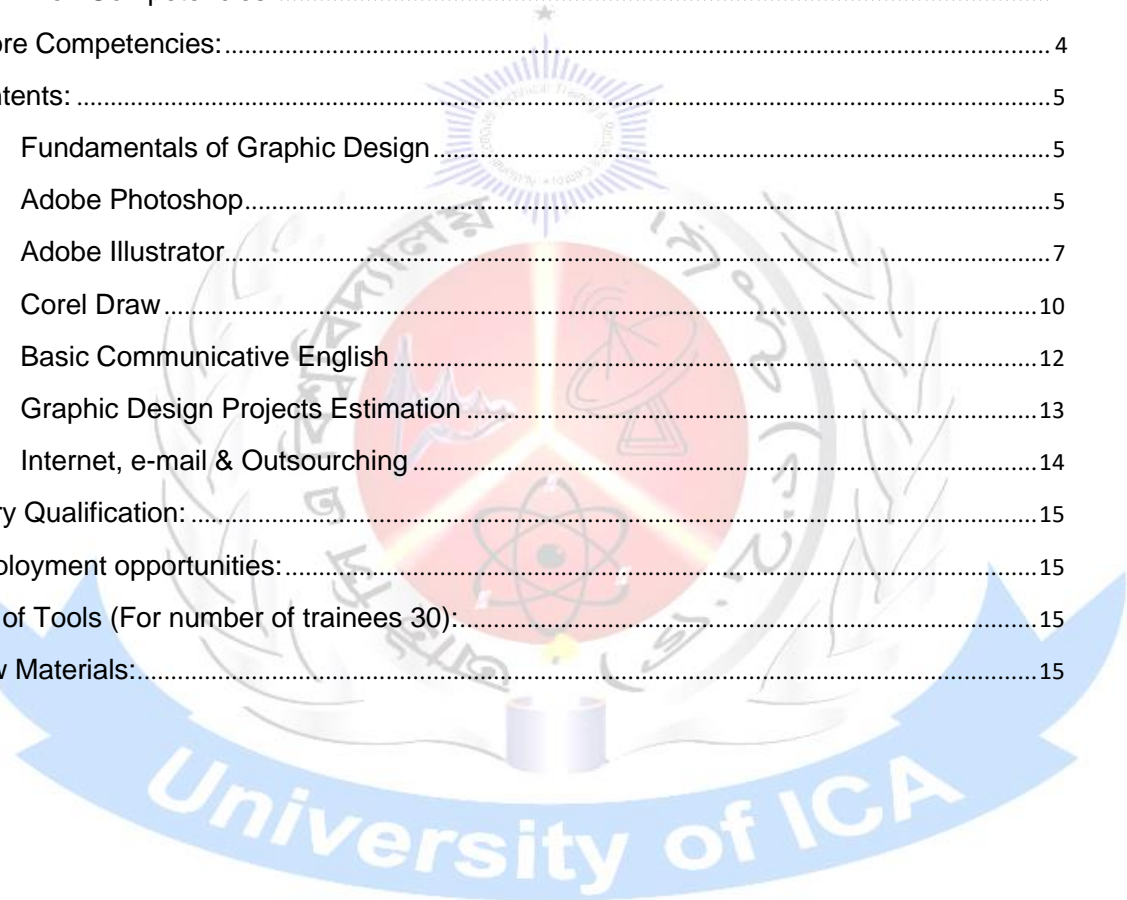 Competencies
ore Competencies: 4
ntents: 5
Fundamentals of Graphic Design 5
Adobe Photoshop 5
Adobe Illustrator 7
Corel Draw 10
Basic Communicative English 12
Graphic Design Projects Estimation 13
Internet, e-mail & Outsourching 14
ry Qualification: 15
ployment opportunities: 15
of Tools (For number of trainees 30): 15
w Materials: 15
University of ICA